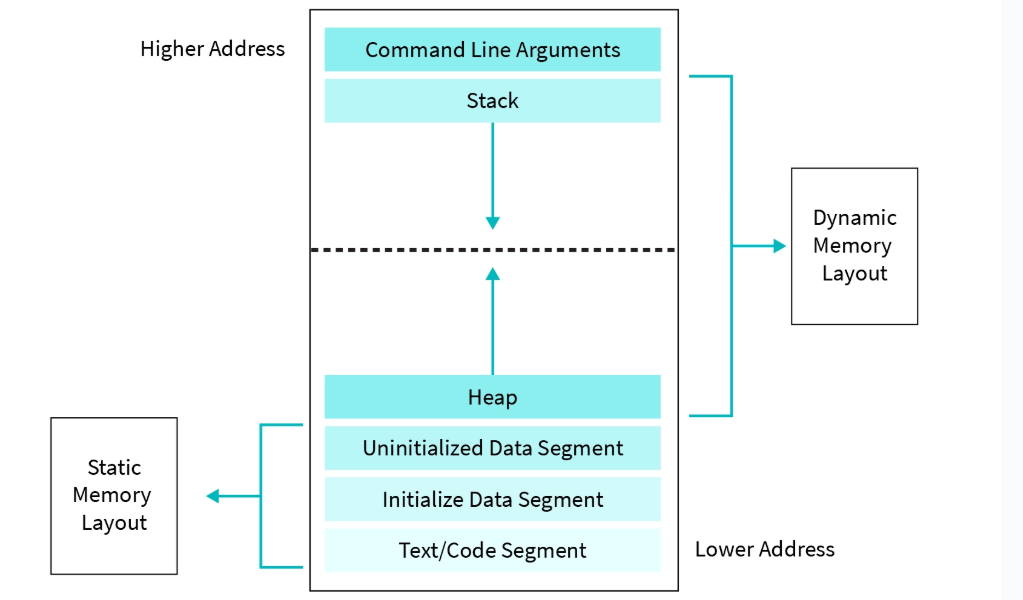 Higher Address
Command Line Arguments
Stack
Dynamic
Memory
Layout
Heap
Uninitialized Data Segment
Initialize Data Segment
Text/Code Segment
Static
Memory
Layout
Lower Address